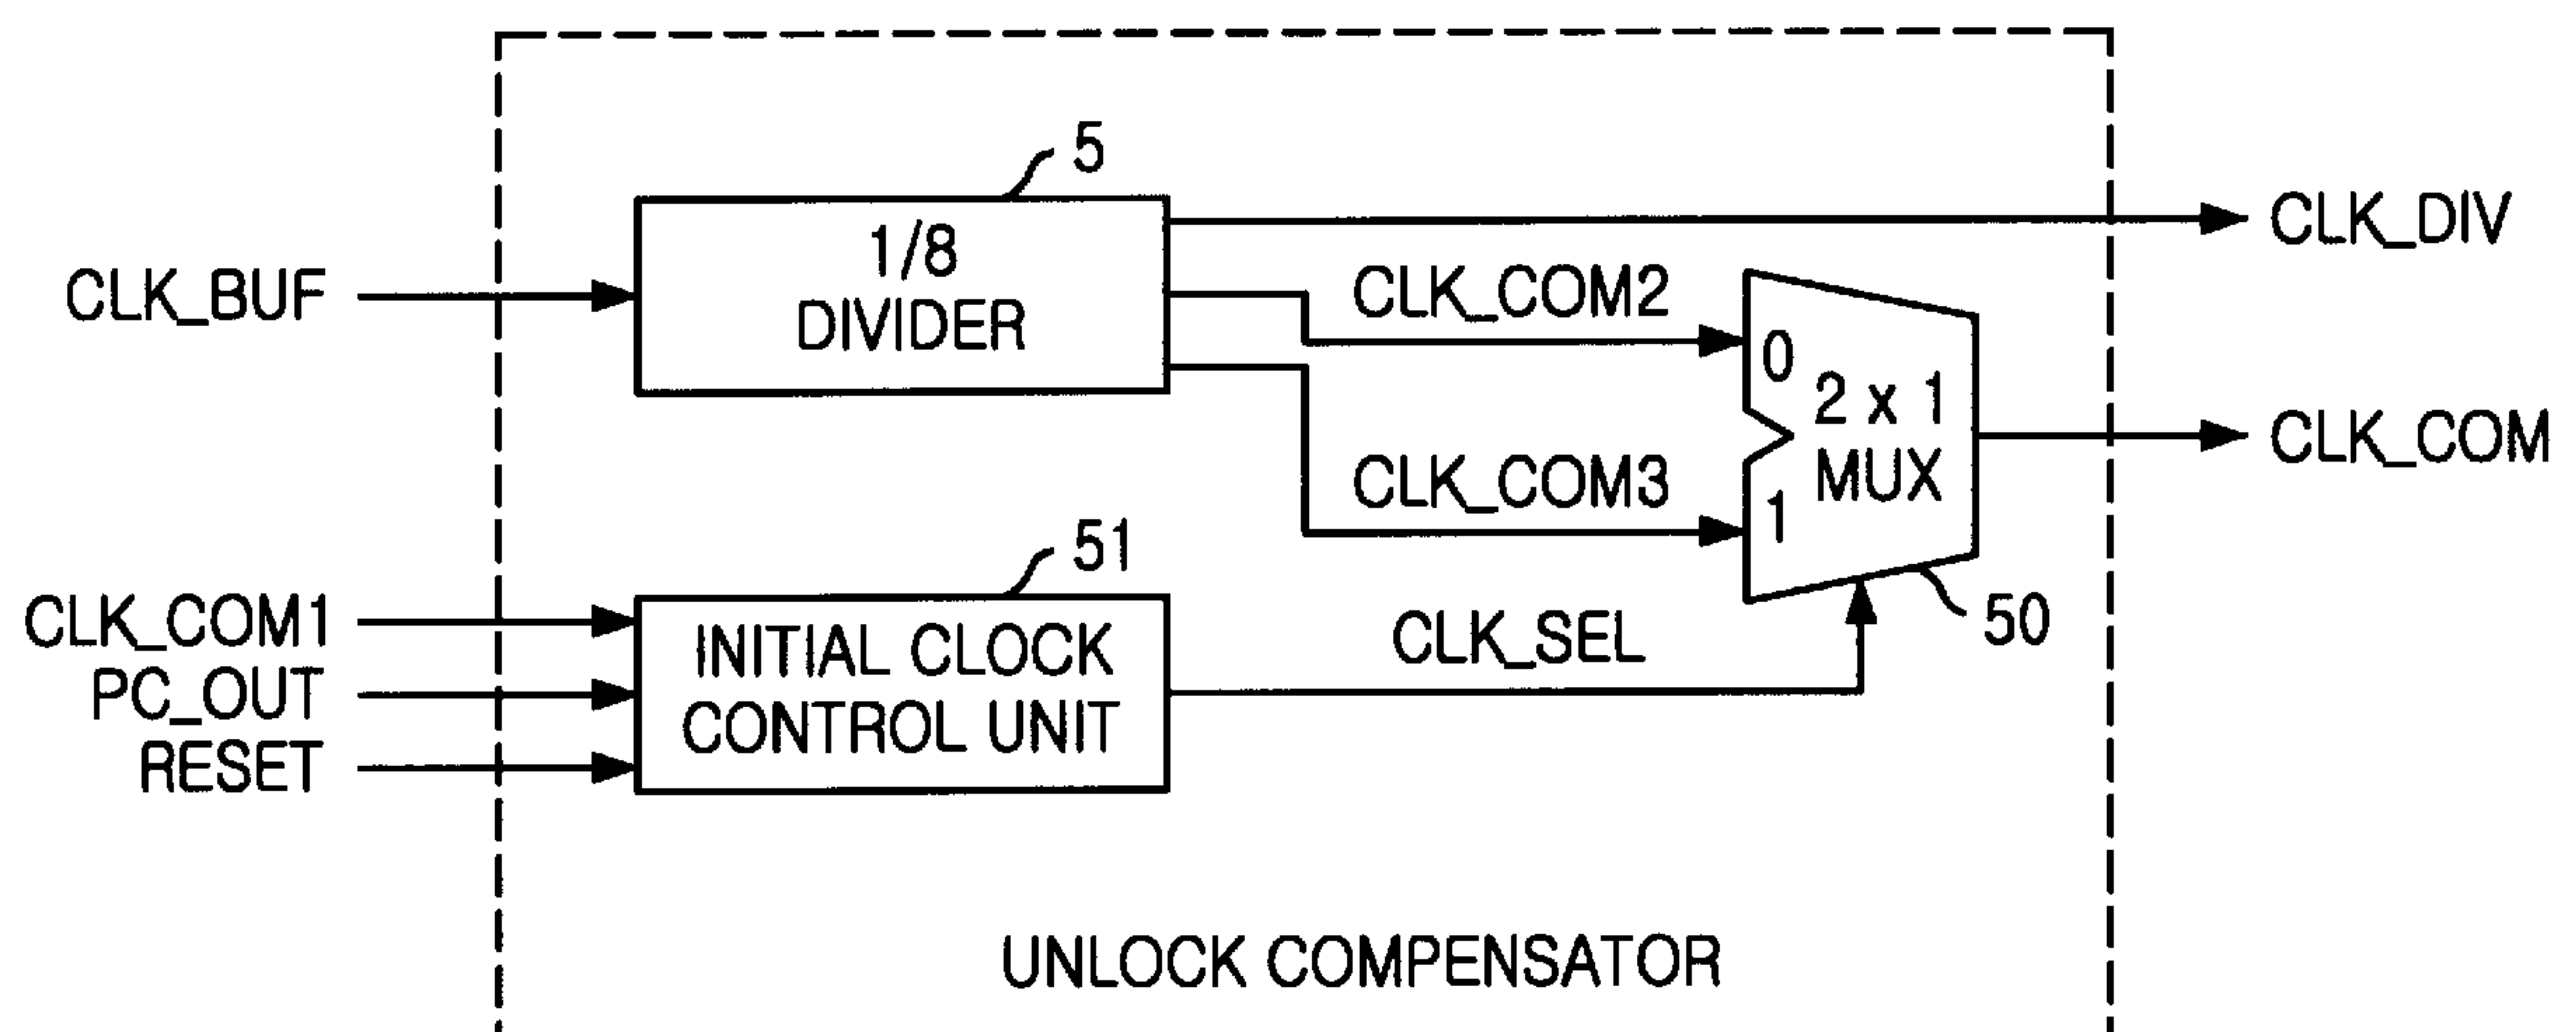 5
CLK_DIV
1/8
DIVIDER
CLK_BUF
CLK_COM2
0
2 x 1
MUX
CLK_COM
CLK_COM3
1
51
CLK_COM1
INITIAL CLOCK
CONTROL UNIT
PC_OUT
RESET
CLK_SEL
50
UNLOCK COMPENSATOR